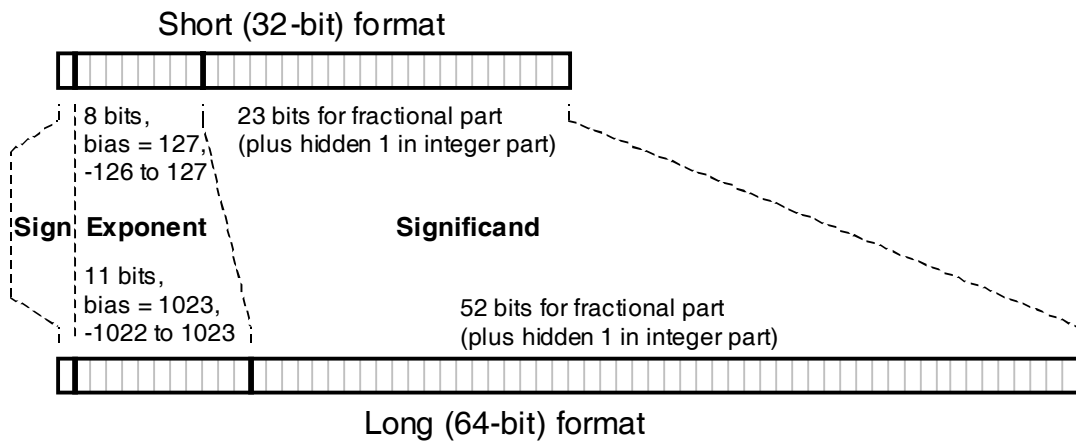 Short (32-bit) format
8 bits,
bias = 127,
-126 to 127
23 bits for fractional part
(plus hidden 1 in integer part)
Sign Exponent Significand
11 bits,
bias = 1023,
-1022 to 1023
52 bits for fractional part
(plus hidden 1 in integer part)
Long (64-bit) format